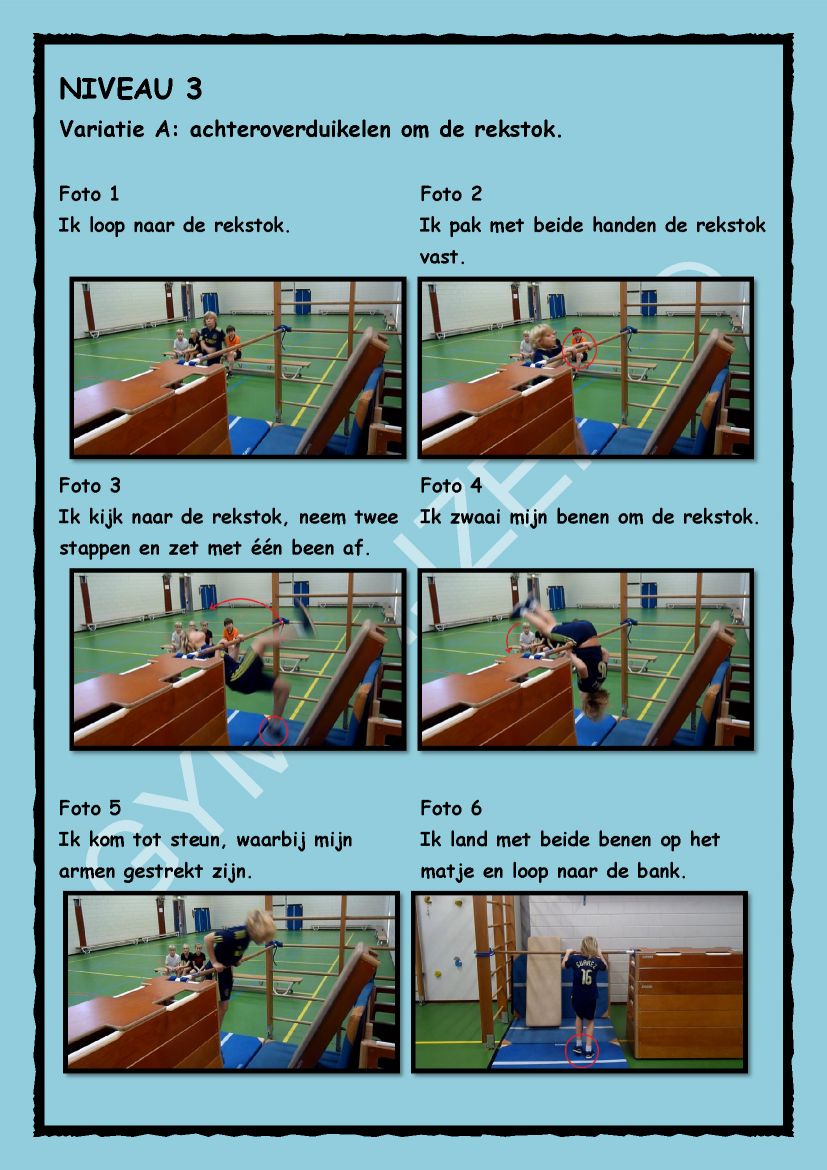 NIVEAU 3
Variatie A: achteroverduikelen om de rekstok.
Foto 1
Ik loop naar de rekstok.
Foto 2
Ik pak met beide handen de rekstok
vast.
Foto 3
Ik kijk naar de rekstok, neem twee
stappen en zet met één been af.
Foto 4
Ik zwaai mijn benen om de rekstok.
Foto 5
Ik kom tot steun, waarbij mijn
armen gestrekt zijn.
Foto 6
Ik land met beide benen op het
matje en loop naar de bank.
SUAREZ
16